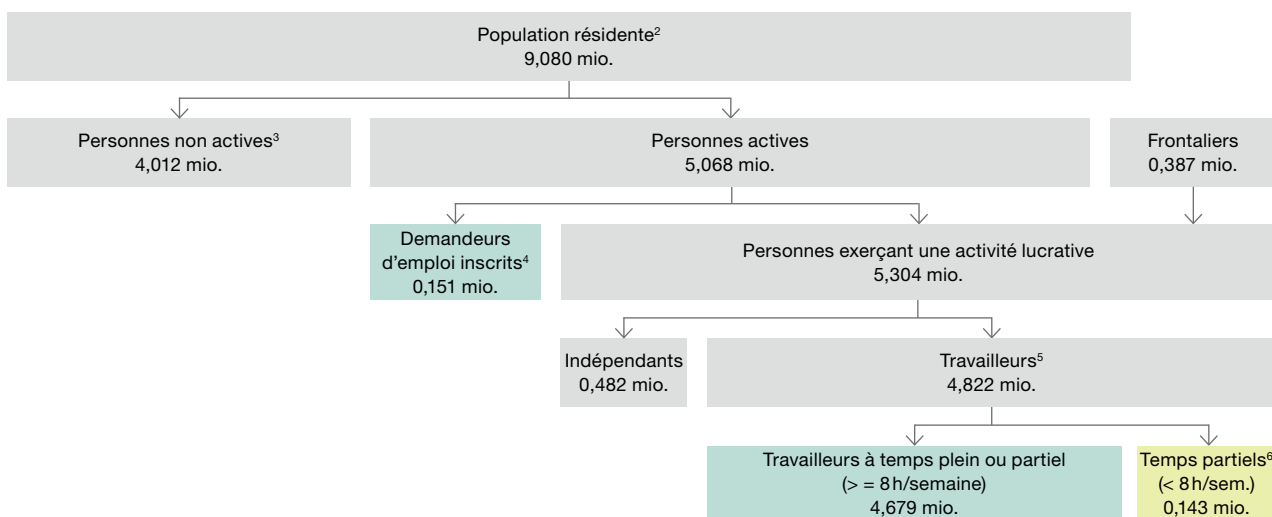 Population résidente²
9,080 mio.
Personnes non actives³
4,012 mio.
Personnes actives
5,068 mio.
Frontaliers
0,387 mio.
Demandeurs
d'emploi inscrits⁴
0,151 mio.
Personnes exerçant une activité lucrative
5,304 mio.
Indépendants
0,482 mio.
Travailleurs⁵
4,822 mio.
Travailleurs à temps plein ou partiel
(> = 8 h/semaine)
4,679 mio.
Temps partiels⁶
(< 8 h/sem.)
0,143 mio.